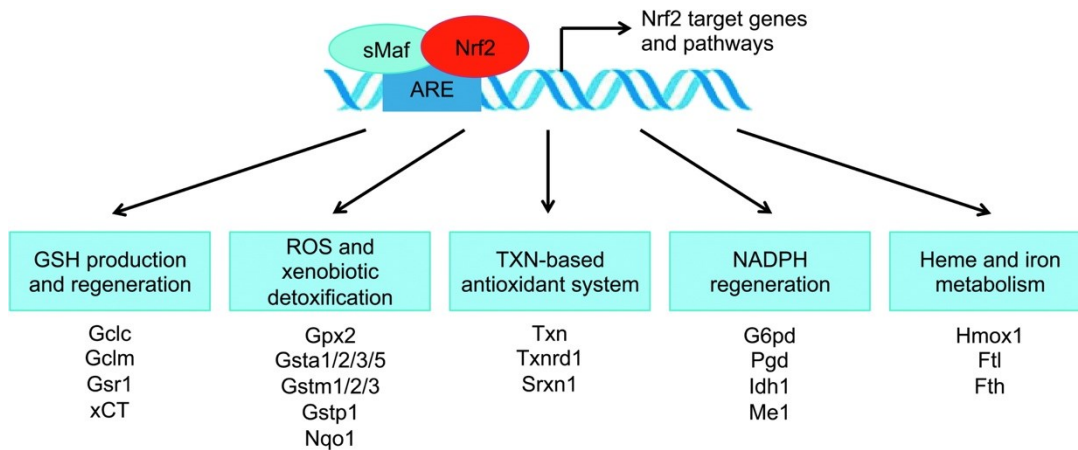 Nrf2 target genes
and pathways
sMaf
Nrf2
ARE
GSH production
and regeneration
Gclc
Gclm
Gsr1
xCT
ROS and
xenobiotic
detoxification
Gpx2
Gsta1/2/3/5
Gstm1/2/3
Gstp1
Nqo1
TXN-based
antioxidant system
Txn
Txnrd1
Srxn1
NADPH
regeneration
G6pd
Pgd
Idh1
Me1
Heme and iron
metabolism
Hmox1
Ftl
Fth